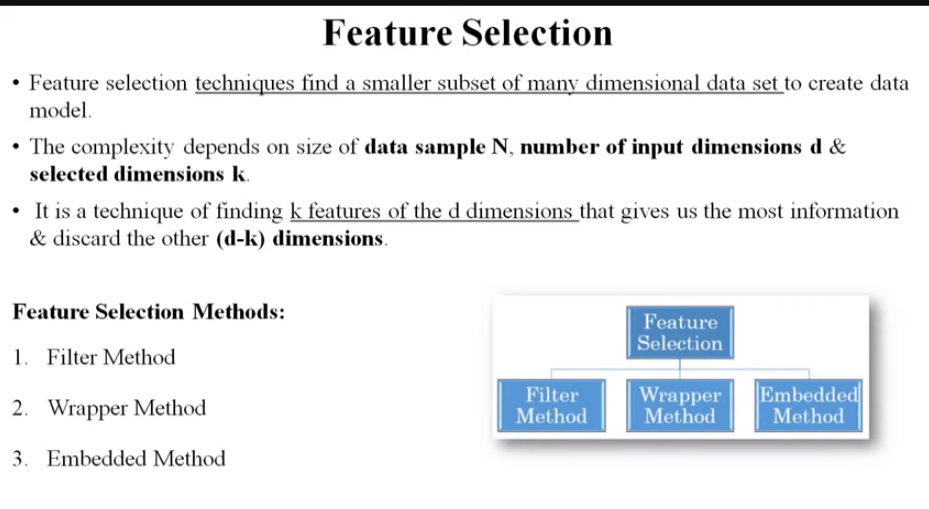 Feature Selection
• Feature selection techniques find a smaller subset of many dimensional data set to create data
model.
• The complexity depends on size of data sample N, number of input dimensions d &
selected dimensions k.
• It is a technique of finding k features of the d dimensions that gives us the most information
& discard the other (d-k) dimensions.
Feature Selection Methods:
1. Filter Method
2. Wrapper Method
3. Embedded Method
Feature
Selection
Filter
Method
Wrapper
Method
Embedded
Method